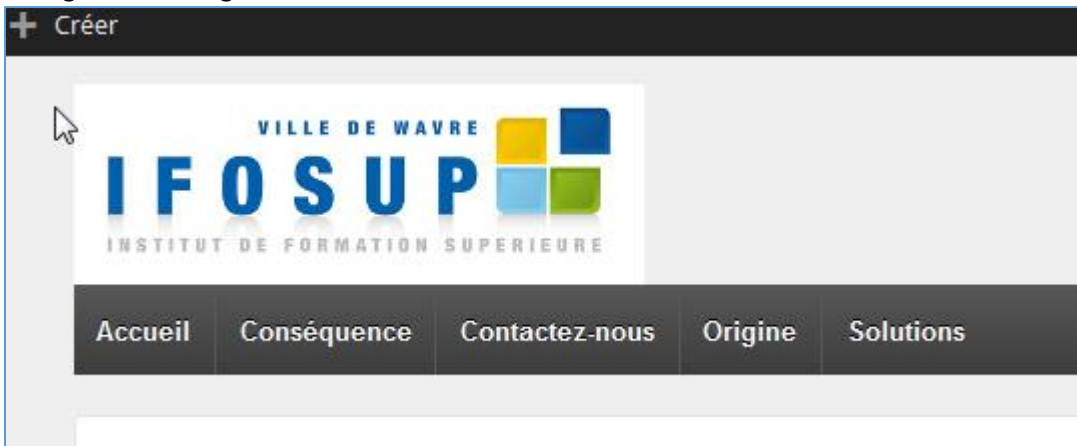 Créer
VILLE DE WAVRE
IFOSUP
INSTITUT DE FORMATION SUPERIEURE
Accueil Conséquence Contactez-nous Origine Solutions